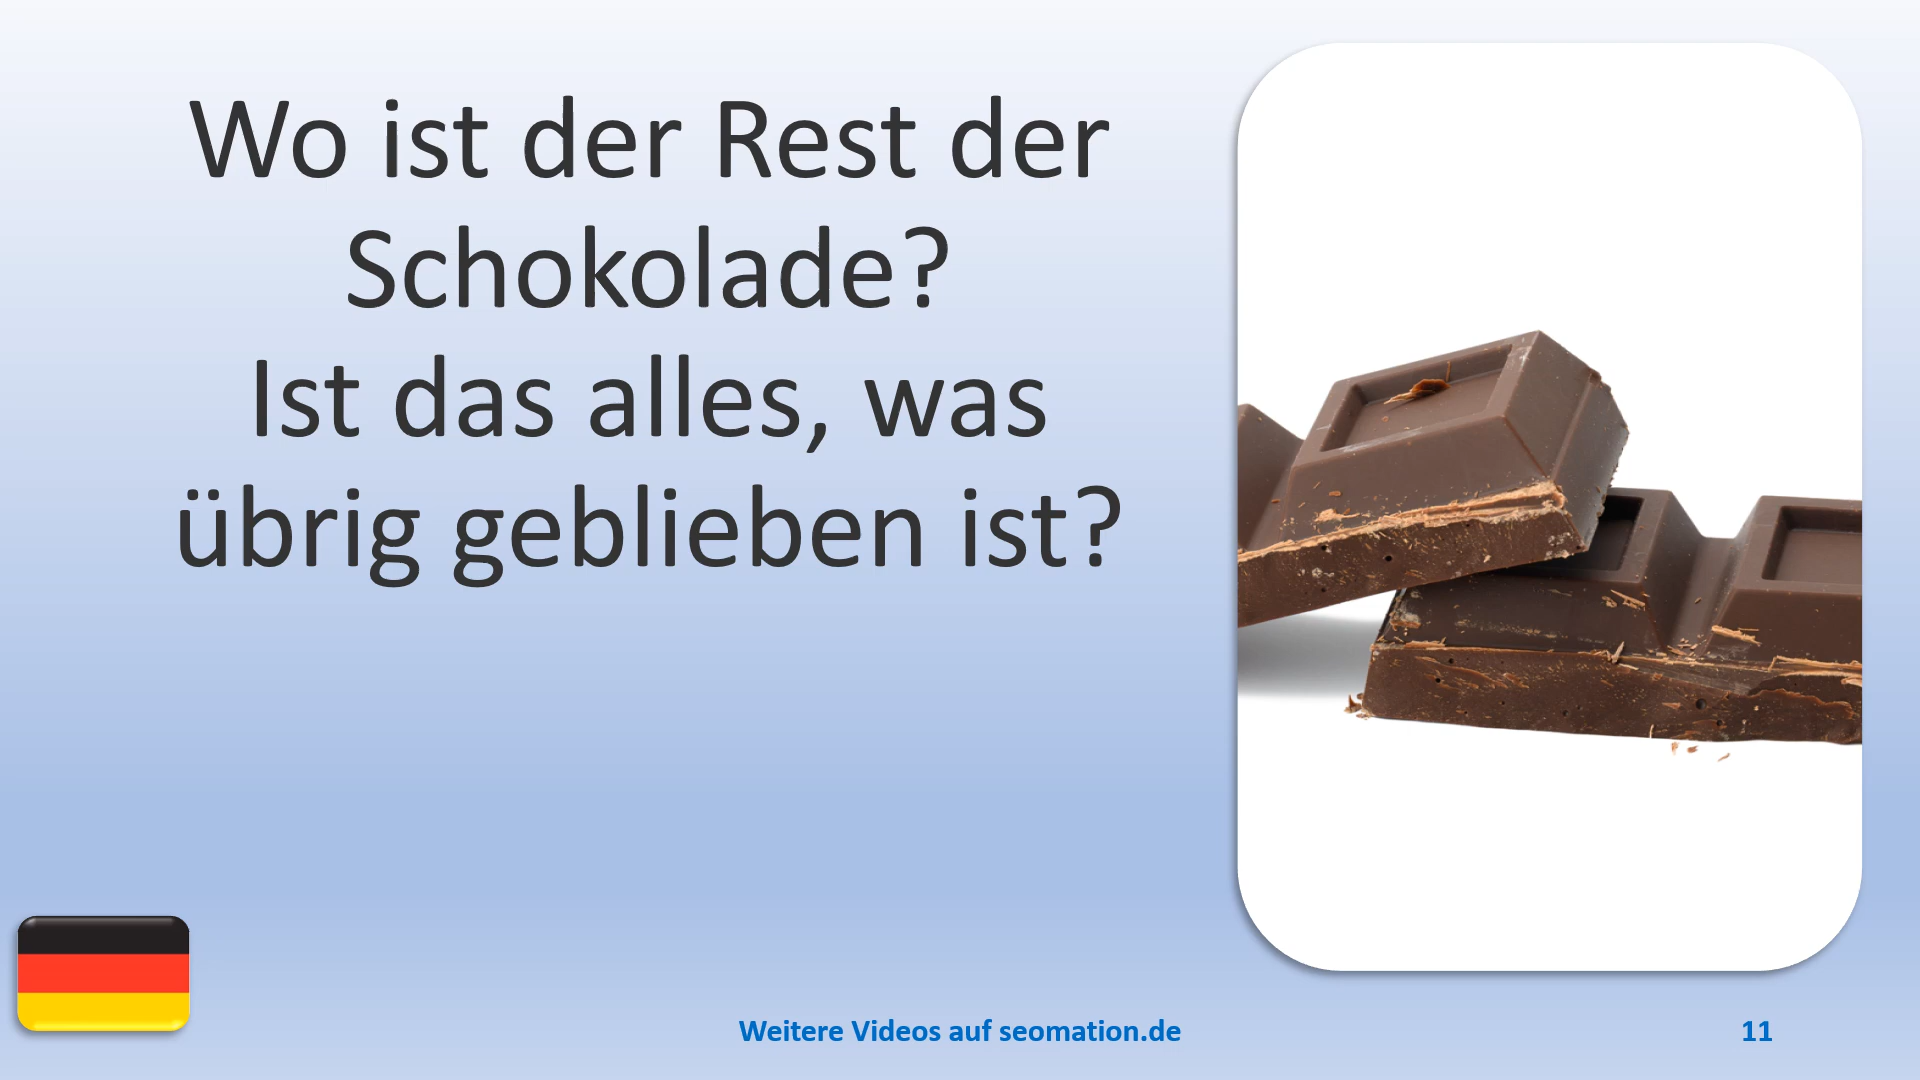 Wo ist der Rest der
Schokolade?
Ist das alles, was
übrig geblieben ist?
Weitere Videos auf seomation.de
11